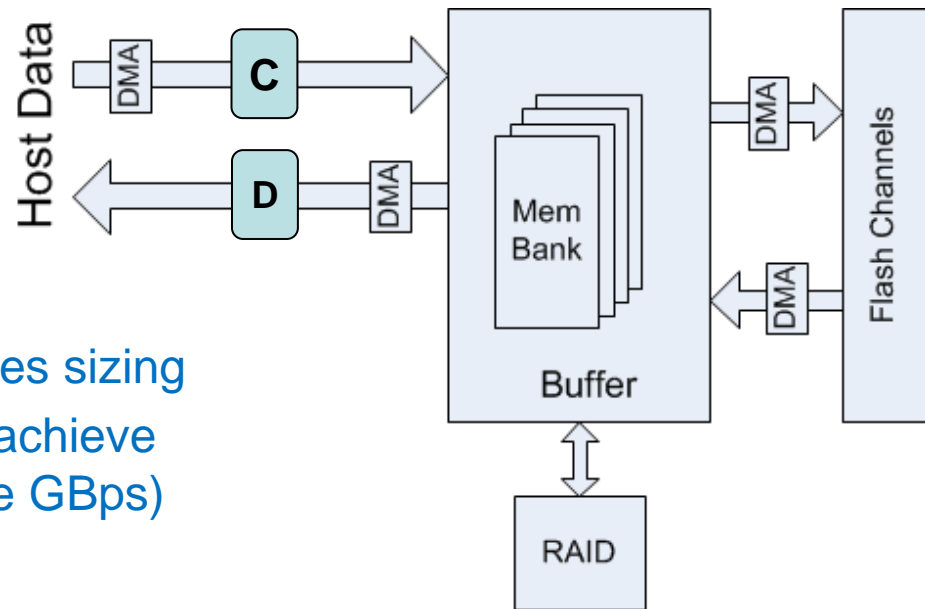 Host Data
DMA
C
D
DMA
Mem
Bank
Buffer
DMA
DMA
Flash Channels
RAID
es sizing
achieve
e GBps)